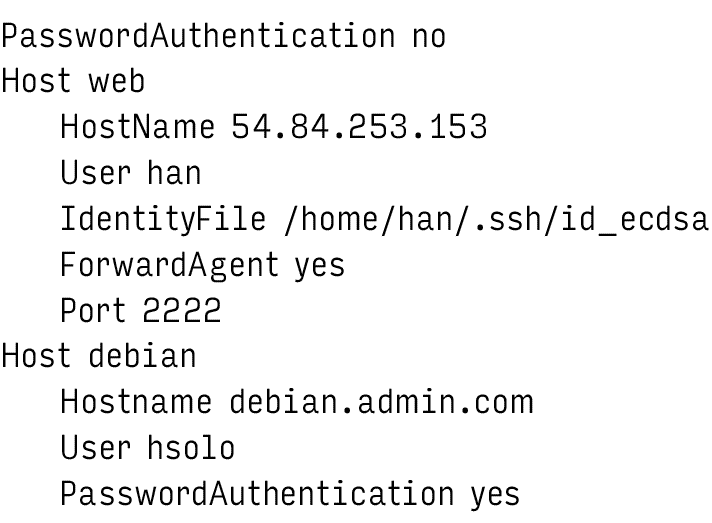 PasswordAuthentication no
Host web
    HostName 54.84.253.153
    User han
    IdentityFile /home/han/.ssh/id_ecdsa
    ForwardAgent yes
    Port 2222
Host debian
    Hostname debian.admin.com
    User hsolo
    PasswordAuthentication yes